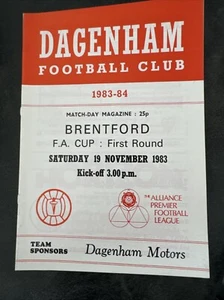 DAGENHAM
FOOTBALL CLUB
1983-84
MATCH-DAY MAGAZINE : 25p
BRENTFORD
F.A. CUP : First Round
SATURDAY 19 NOVEMBER 1983
Kick-off 3.00 p.m.
THE ALLIANCE
PREMIER
FOOTBALL
LEAGUE
TEAM
SPONSORS
Dagenham Motors